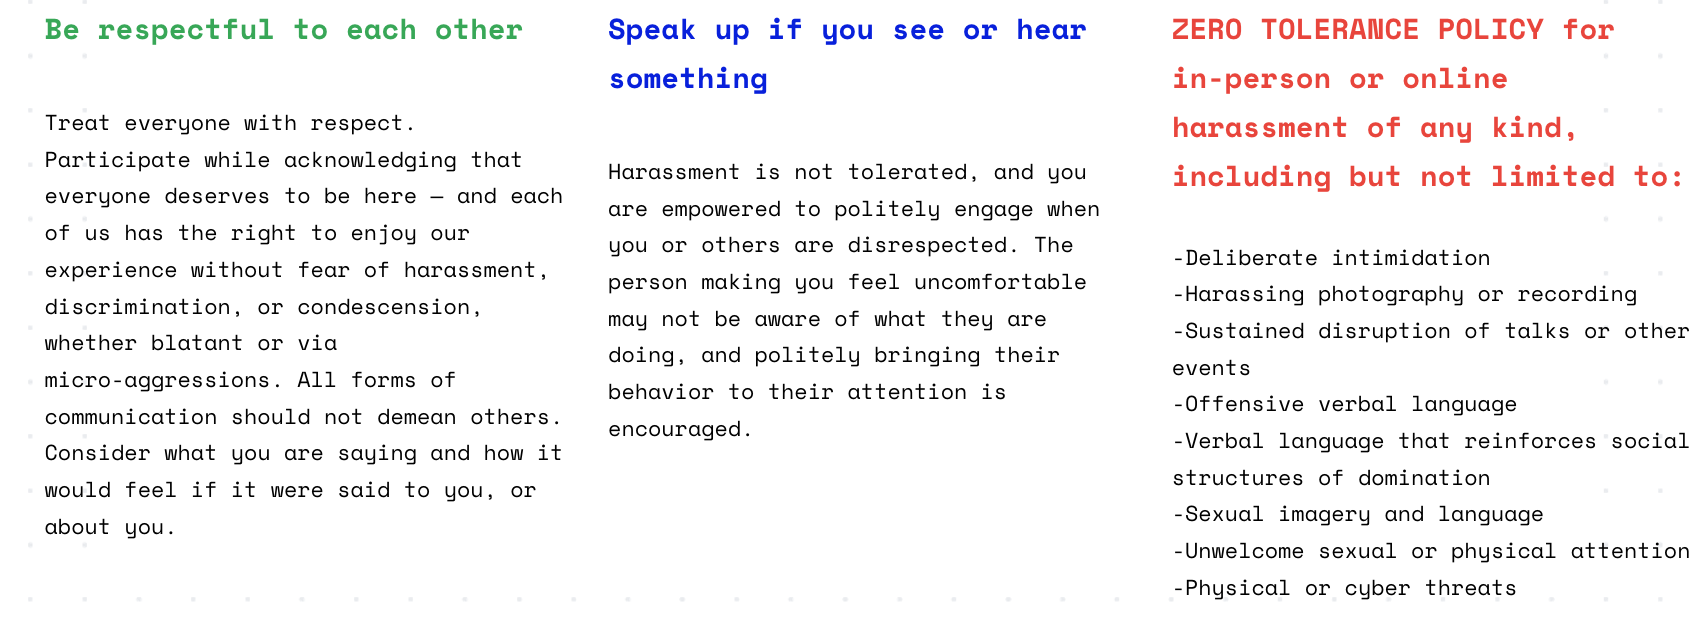 Be respectful to each other
Treat everyone with respect.
Participate while acknowledging that
everyone deserves to be here — and each
of us has the right to enjoy our
experience without fear of harassment,
discrimination, or condescension,
whether blatant or via
micro-aggressions. All forms of
communication should not demean others.
Consider what you are saying and how it
would feel if it were said to you, or
about you.
Speak up if you see or hear
something
Harassment is not tolerated, and you
are empowered to politely engage when
you or others are disrespected. The
person making you feel uncomfortable
may not be aware of what they are
doing, and politely bringing their
behavior to their attention is
encouraged.
ZERO TOLERANCE POLICY for
in-person or online
harassment of any kind,
including but not limited to:
-Deliberate intimidation
-Harassing photography or recording
-Sustained disruption of talks or other
events
-Offensive verbal language
-Verbal language that reinforces social
structures of domination
-Sexual imagery and language
-Unwelcome sexual or physical attention
-Physical or cyber threats